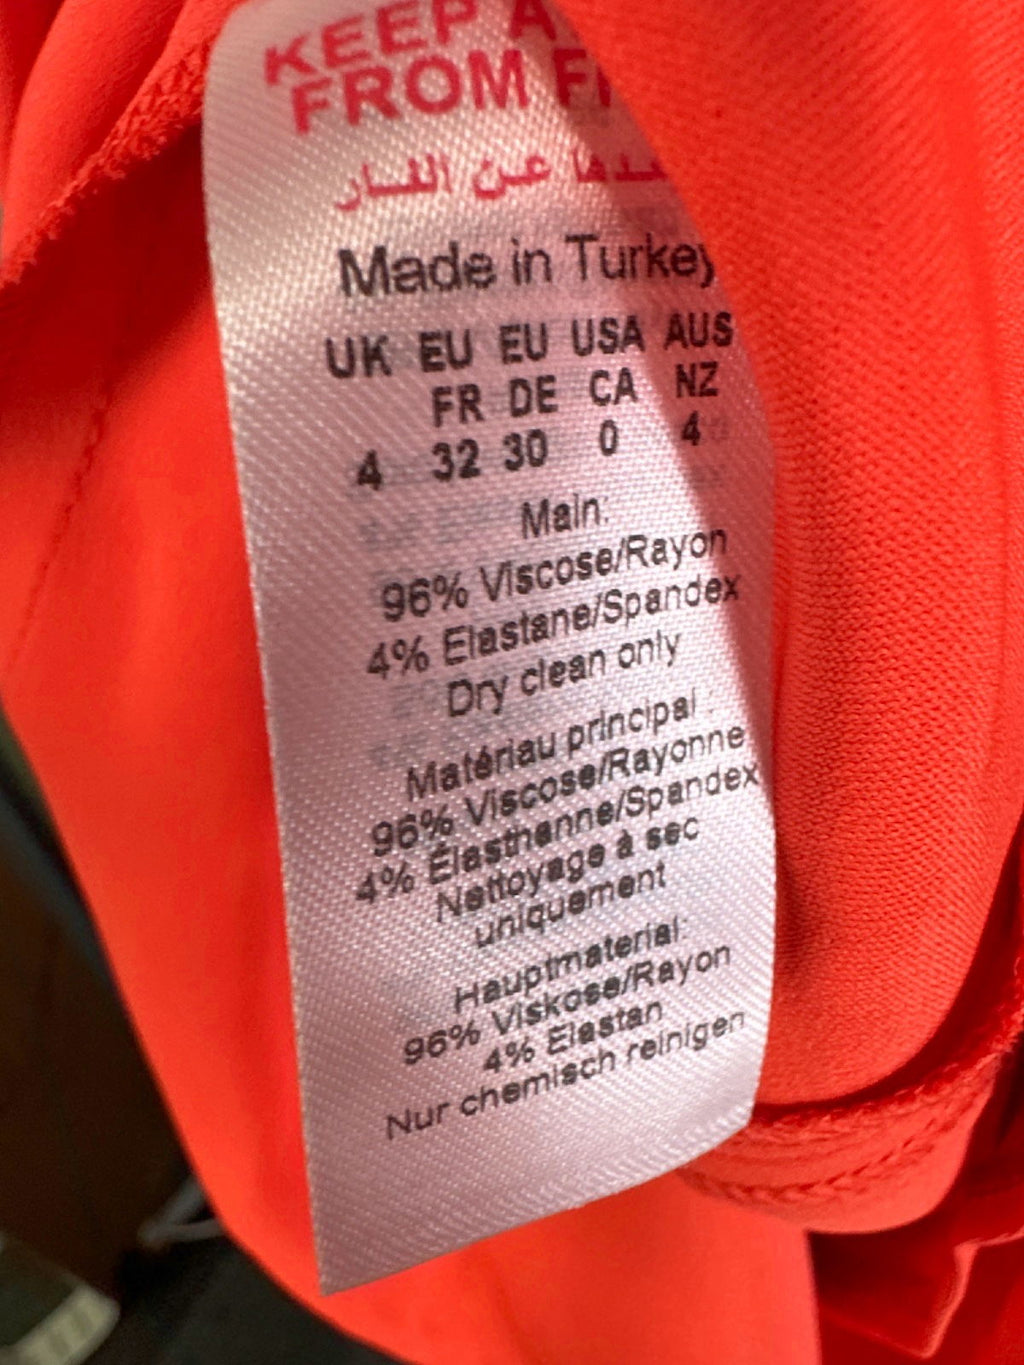 KEEP
FROM
عن النار
Made in Turkey
UK EU EU USA AUS
FR DE CA NZ
4 32 30 0 4
Main:
96% Viscose/Rayon
4% Elastane/Spandex
Dry clean only
Matériau principal :
96% Viscose/Rayonne
4% Élasthanne/Spandex
Nettoyage à sec
uniquement
Hauptmaterial:
96% Viskose/Rayon
4% Elastan
Nur chemisch reinigen